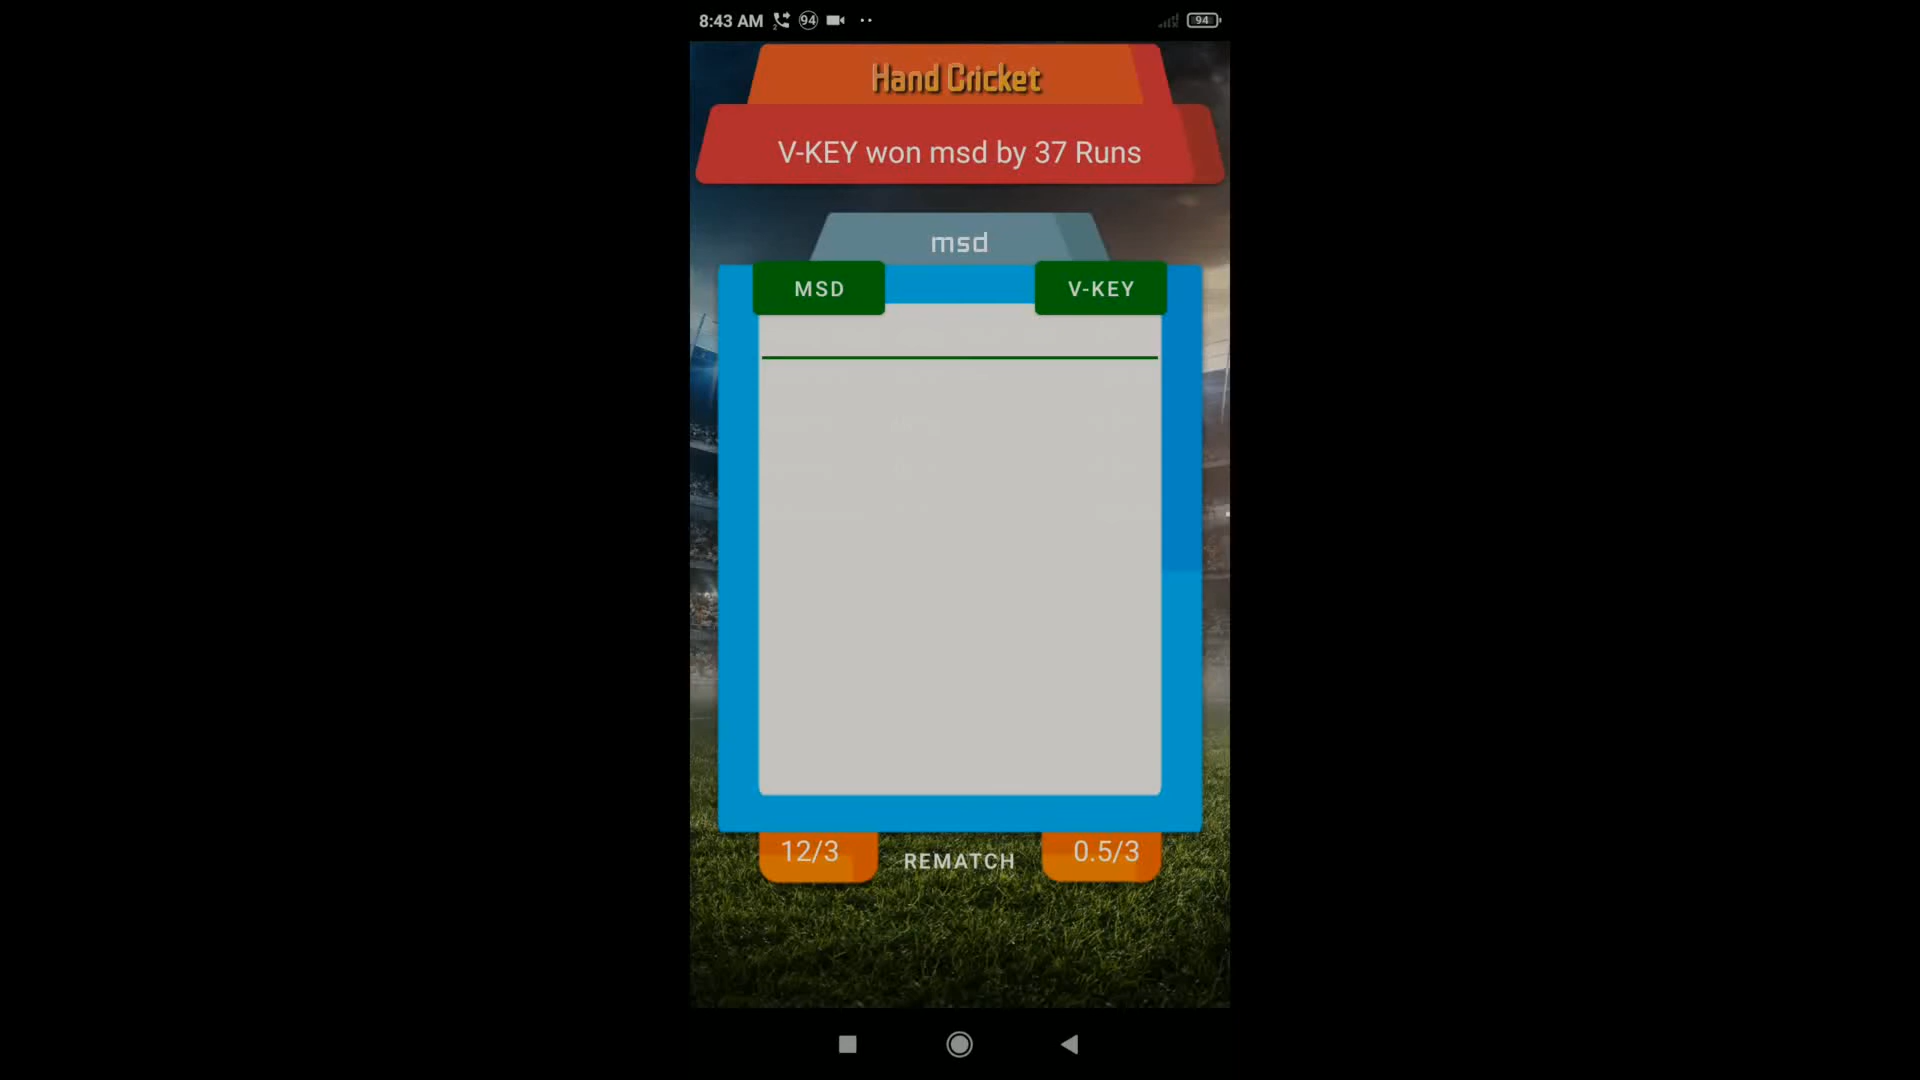 8:43 AM 94 94
Hand Cricket
V-KEY won msd by 37 Runs
msd
MSD V-KEY
12/3 REMATCH 0.5/3